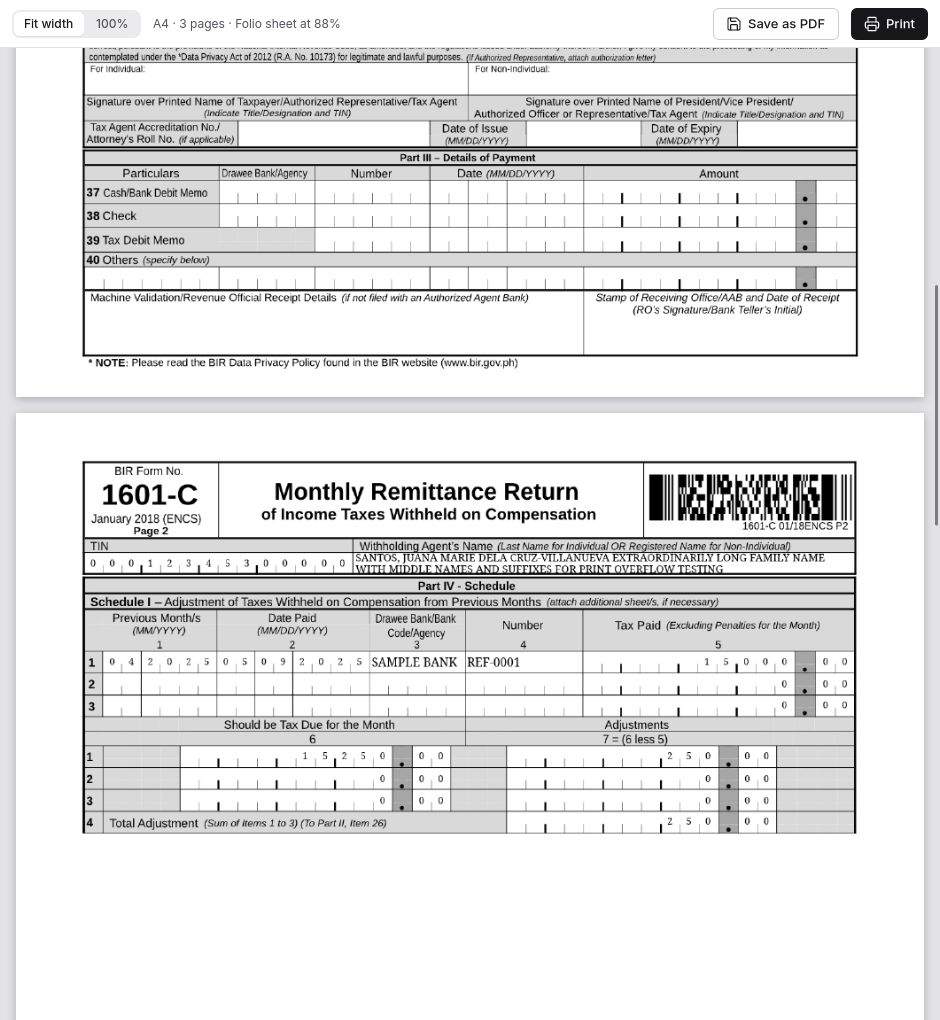 Fit width 100% A4 · 3 pages · Folio sheet at 88% Save as PDF Print
contemplated under the *Data Privacy Act of 2012 (R.A. No. 10173) for legitimate and lawful purposes. (If Authorized Representative, attach authorization letter)
For Individual: For Non-Individual:
Signature over Printed Name of Taxpayer/Authorized Representative/Tax Agent
(Indicate Title/Designation and TIN)
Signature over Printed Name of President/Vice President/
Authorized Officer or Representative/Tax Agent (Indicate Title/Designation and TIN)
Tax Agent Accreditation No./
Attorney's Roll No. (if applicable)
Date of Issue
(MM/DD/YYYY)
Date of Expiry
(MM/DD/YYYY)
Part III – Details of Payment
Particulars Drawee Bank/Agency Number Date (MM/DD/YYYY) Amount
37 Cash/Bank Debit Memo
38 Check
39 Tax Debit Memo
40 Others (specify below)
Machine Validation/Revenue Official Receipt Details (if not filed with an Authorized Agent Bank)
Stamp of Receiving Office/AAB and Date of Receipt
(RO's Signature/Bank Teller's Initial)
* NOTE: Please read the BIR Data Privacy Policy found in the BIR website (www.bir.gov.ph)
BIR Form No.
1601-C
January 2018 (ENCS)
Page 2
Monthly Remittance Return
of Income Taxes Withheld on Compensation
1601-C 01/18ENCS P2
TIN Withholding Agent's Name (Last Name for Individual OR Registered Name for Non-Individual)
0 0 0 1 2 3 4 5 3 0 0 0 0 0
SANTOS, JUANA MARIE DELA CRUZ-VILLANUEVA EXTRAORDINARILY LONG FAMILY NAME
WITH MIDDLE NAMES AND SUFFIXES FOR PRINT OVERFLOW TESTING
Part IV - Schedule
Schedule I – Adjustment of Taxes Withheld on Compensation from Previous Months (attach additional sheet/s, if necessary)
Previous Month/s
(MM/YYYY)
1
Date Paid
(MM/DD/YYYY)
2
Drawee Bank/Bank
Code/Agency
3
Number
4
Tax Paid (Excluding Penalties for the Month)
5
1 0 4 2 0 2 5 0 5 0 9 2 0 2 5 SAMPLE BANK REF-0001 1 5 0 0 0 . 0 0
2 0 . 0 0
3 0 . 0 0
Should be Tax Due for the Month Adjustments
6 7 = (6 less 5)
1 1 5 2 5 0 . 0 0 2 5 0 . 0 0
2 0 . 0 0 0 . 0 0
3 0 . 0 0 0 . 0 0
4 Total Adjustment (Sum of Items 1 to 3) (To Part II, Item 26) 2 5 0 . 0 0